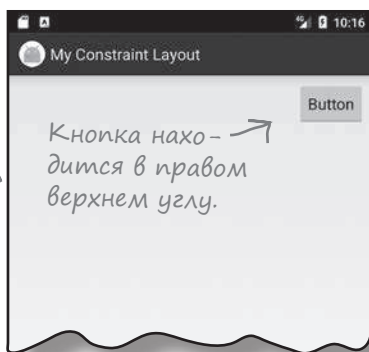 10:16
My Constraint Layout
Button
Кнопка нахо-
дится в правом
верхнем углу.